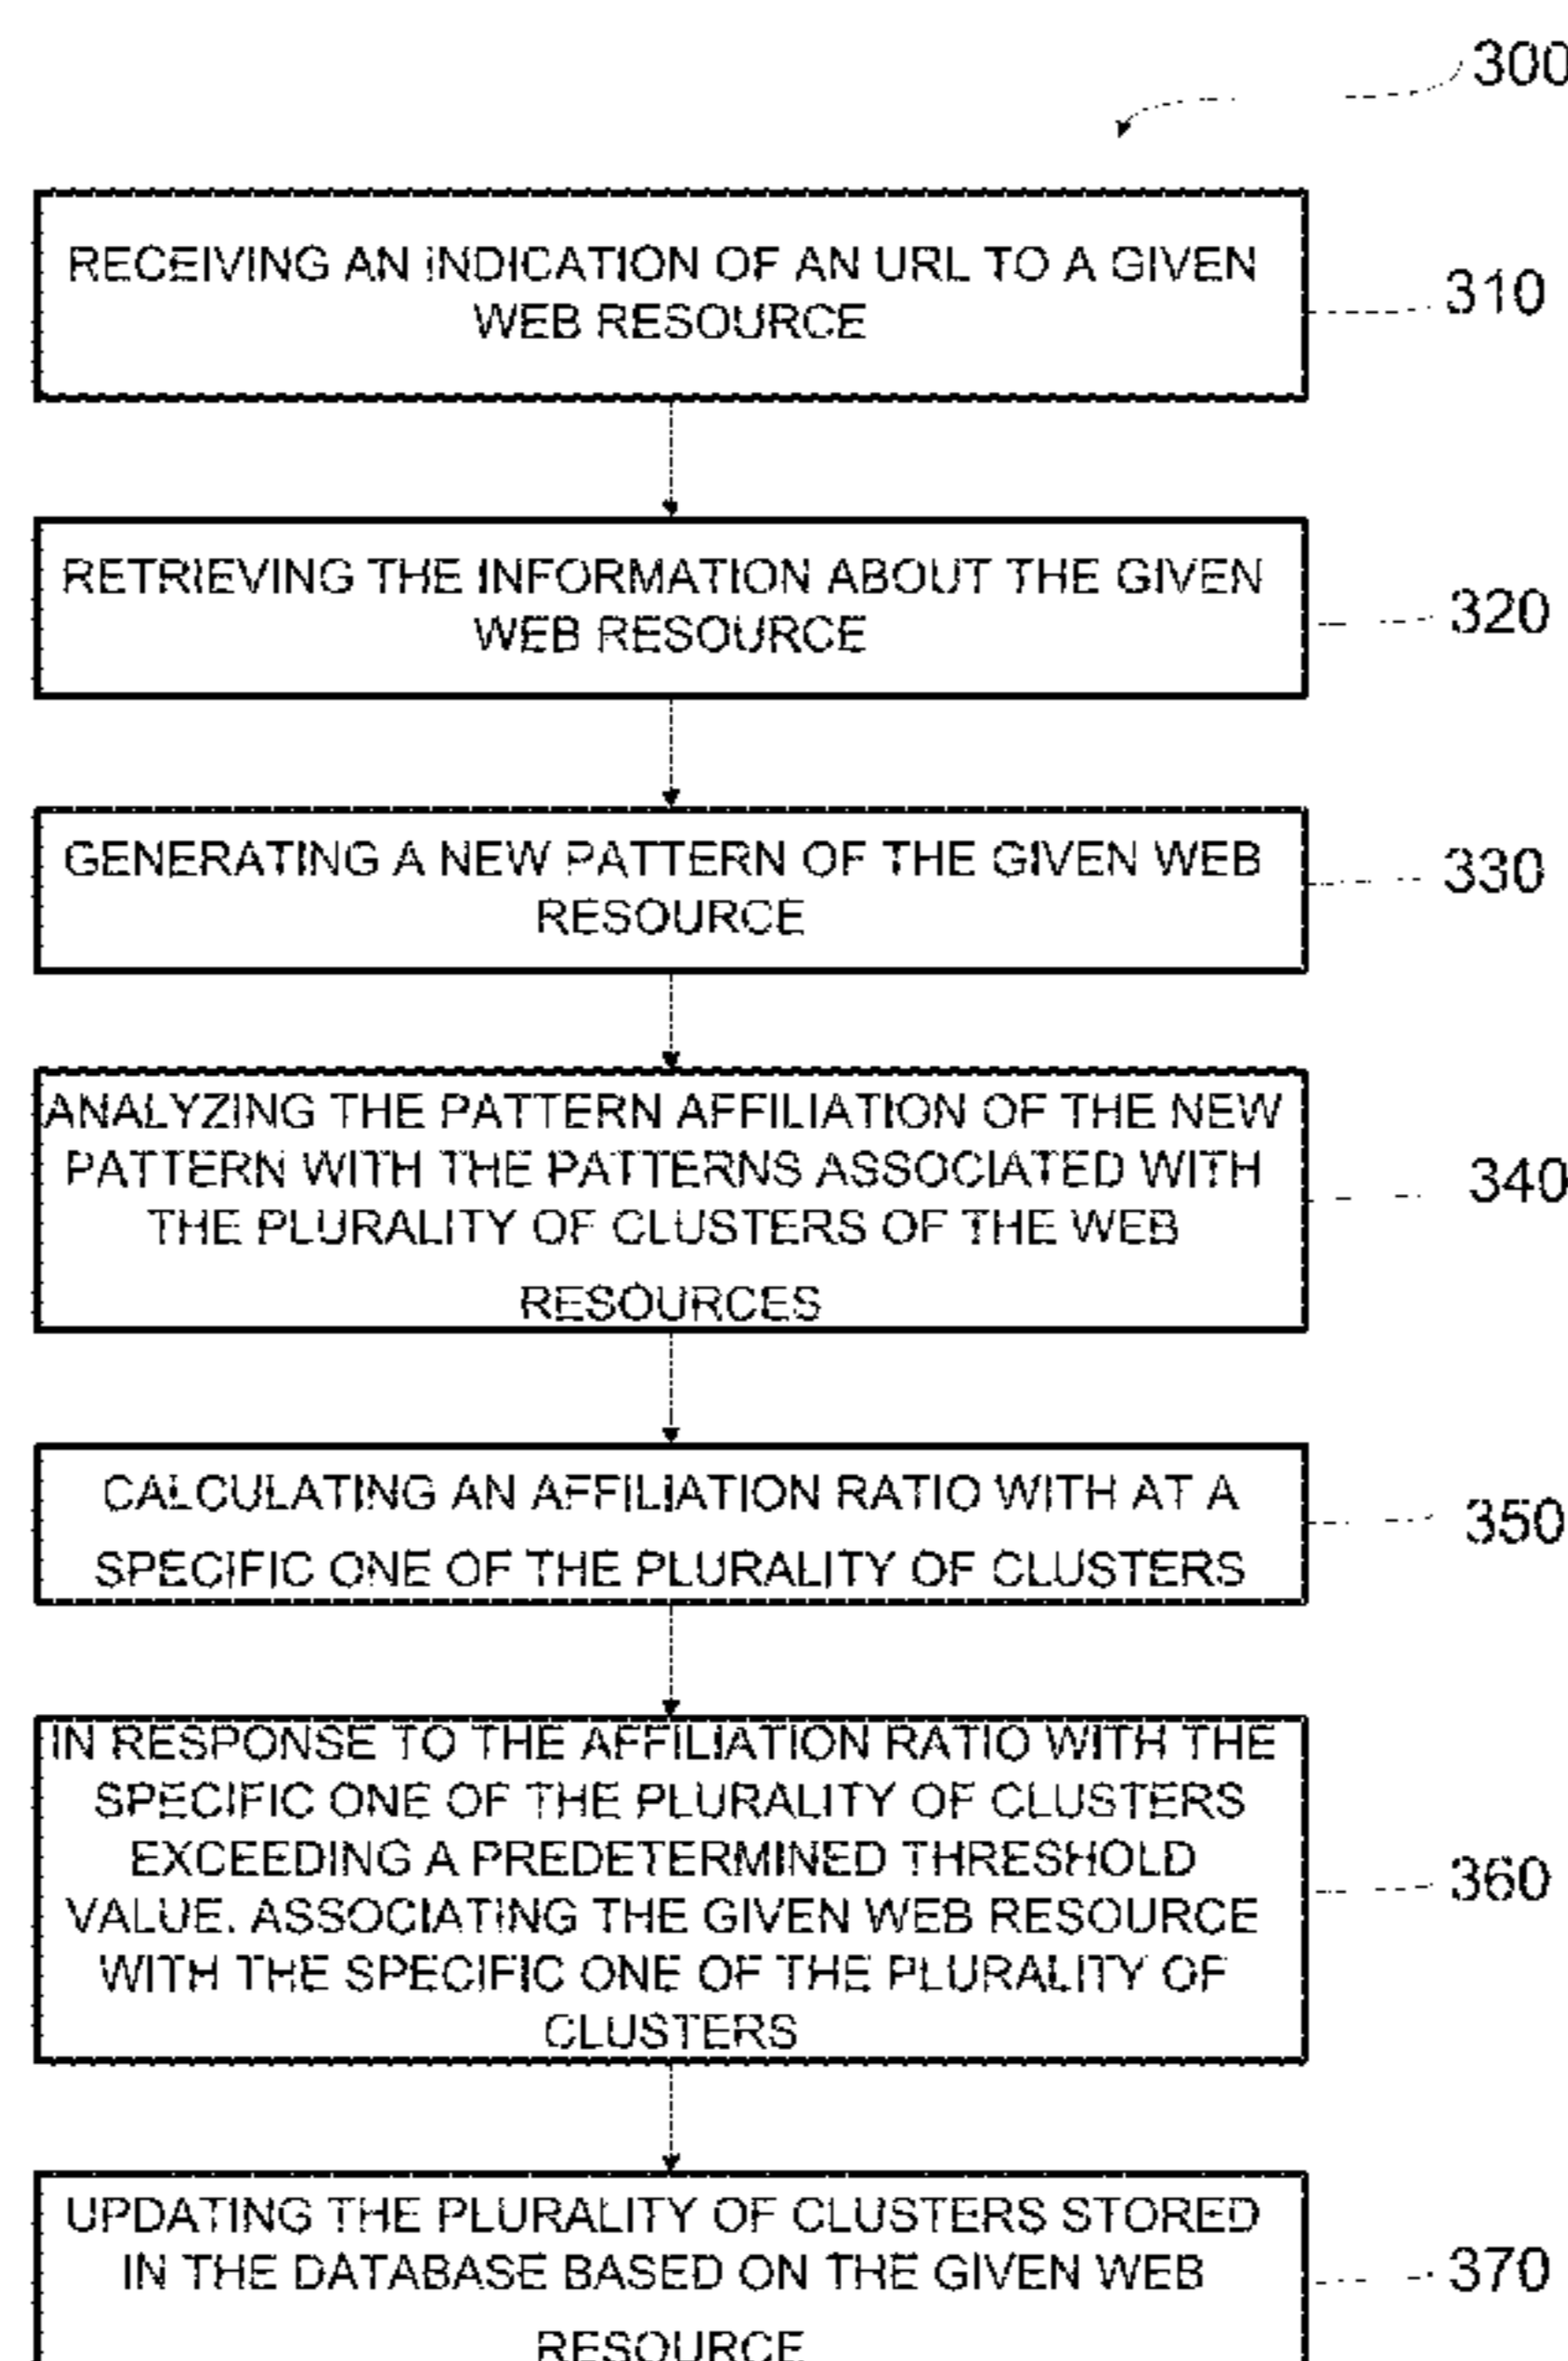 300
RECEIVING AN INDICATION OF AN URL TO A GIVEN
WEB RESOURCE
310
RETRIEVING THE INFORMATION ABOUT THE GIVEN
WEB RESOURCE
320
GENERATING A NEW PATTERN OF THE GIVEN WEB
RESOURCE
330
ANALYZING THE PATTERN AFFILIATION OF THE NEW
PATTERN WITH THE PATTERNS ASSOCIATED WITH
THE PLURALITY OF CLUSTERS OF THE WEB
RESOURCES
340
CALCULATING AN AFFILIATION RATIO WITH AT A
SPECIFIC ONE OF THE PLURALITY OF CLUSTERS
350
IN RESPONSE TO THE AFFILIATION RATIO WITH THE
SPECIFIC ONE OF THE PLURALITY OF CLUSTERS
EXCEEDING A PREDETERMINED THRESHOLD
VALUE. ASSOCIATING THE GIVEN WEB RESOURCE
WITH THE SPECIFIC ONE OF THE PLURALITY OF
CLUSTERS
360
UPDATING THE PLURALITY OF CLUSTERS STORED
IN THE DATABASE BASED ON THE GIVEN WEB
RESOURCE
370